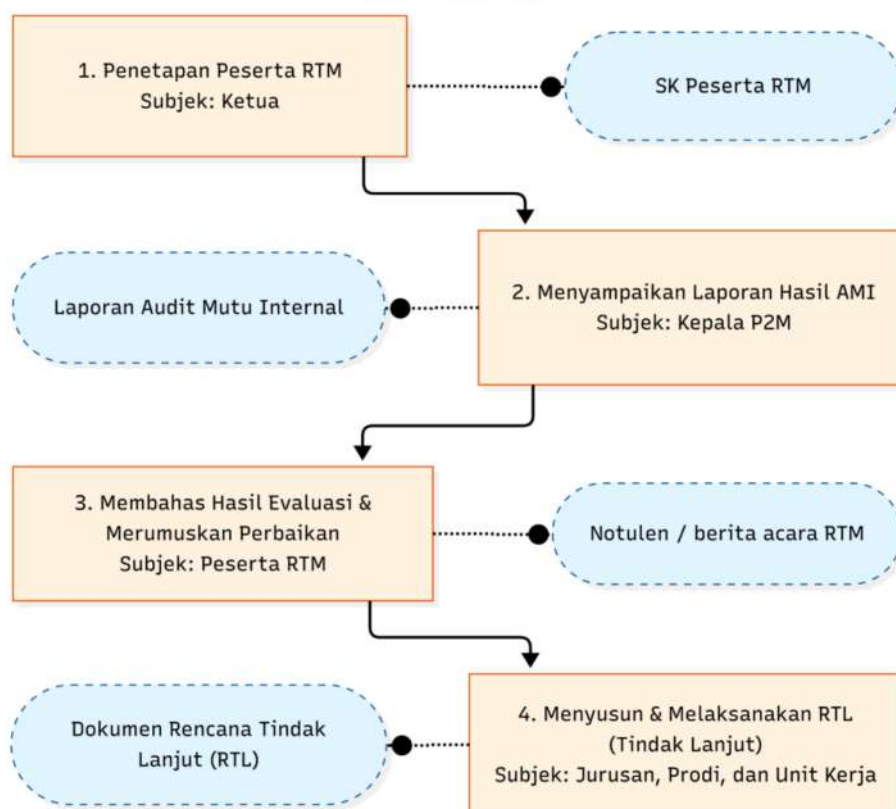 1. Penetapan Peserta RTM
Subjek: Ketua
SK Peserta RTM
2. Menyampaikan Laporan Hasil AMI
Subjek: Kepala P2M
Laporan Audit Mutu Internal
3. Membahas Hasil Evaluasi &
Merumuskan Perbaikan
Subjek: Peserta RTM
Notulen / berita acara RTM
4. Menyusun & Melaksanakan RTL
(Tindak Lanjut)
Subjek: Jurusan, Prodi, dan Unit Kerja
Dokumen Rencana Tindak
Lanjut (RTL)